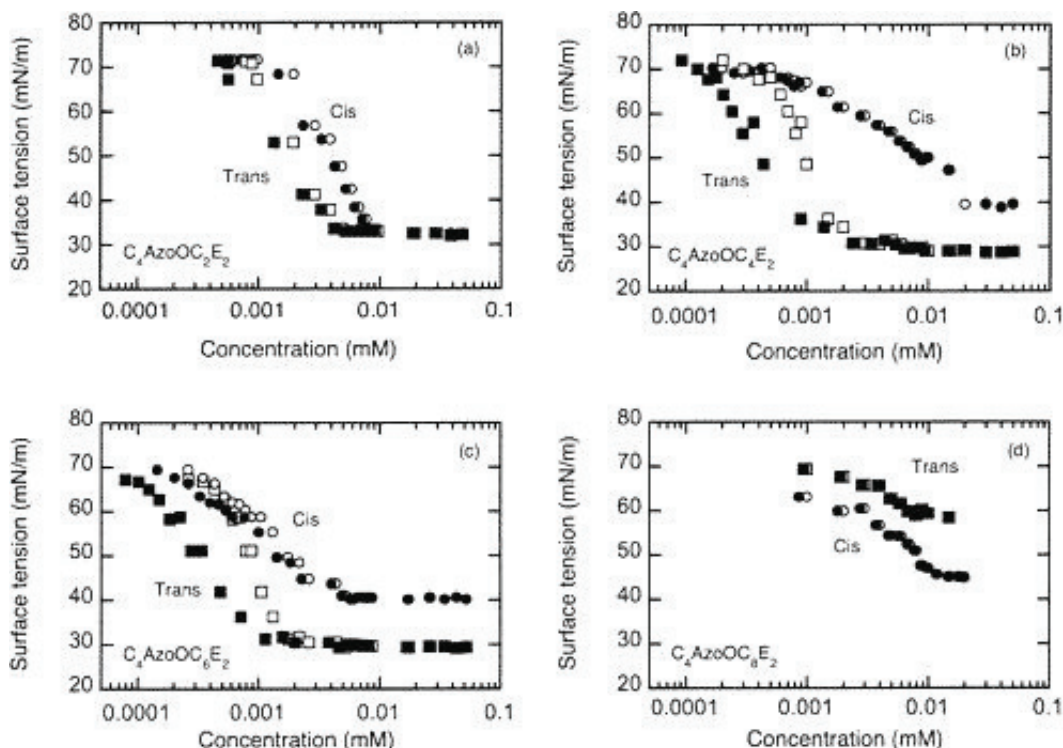 (a)
Surface tension (mN/m)
80
70
60
50
40
30
20
Cis
Trans
C₄AzoOC₂E₂
0.0001
0.001
0.01
0.1
Concentration (mM)
(b)
Surface tension (mN/m)
80
70
60
50
40
30
20
Cis
Trans
C₄AzoOC₄E₂
0.0001
0.001
0.01
0.1
Concentration (mM)
(c)
Surface tension (mN/m)
80
70
60
50
40
30
20
Cis
Trans
C₄AzoOC₆E₂
0.0001
0.001
0.01
0.1
Concentration (mM)
(d)
Surface tension (mN/m)
80
70
60
50
40
30
20
Trans
Cis
C₄AzoOC₈E₂
0.0001
0.001
0.01
0.1
Concentration (mM)